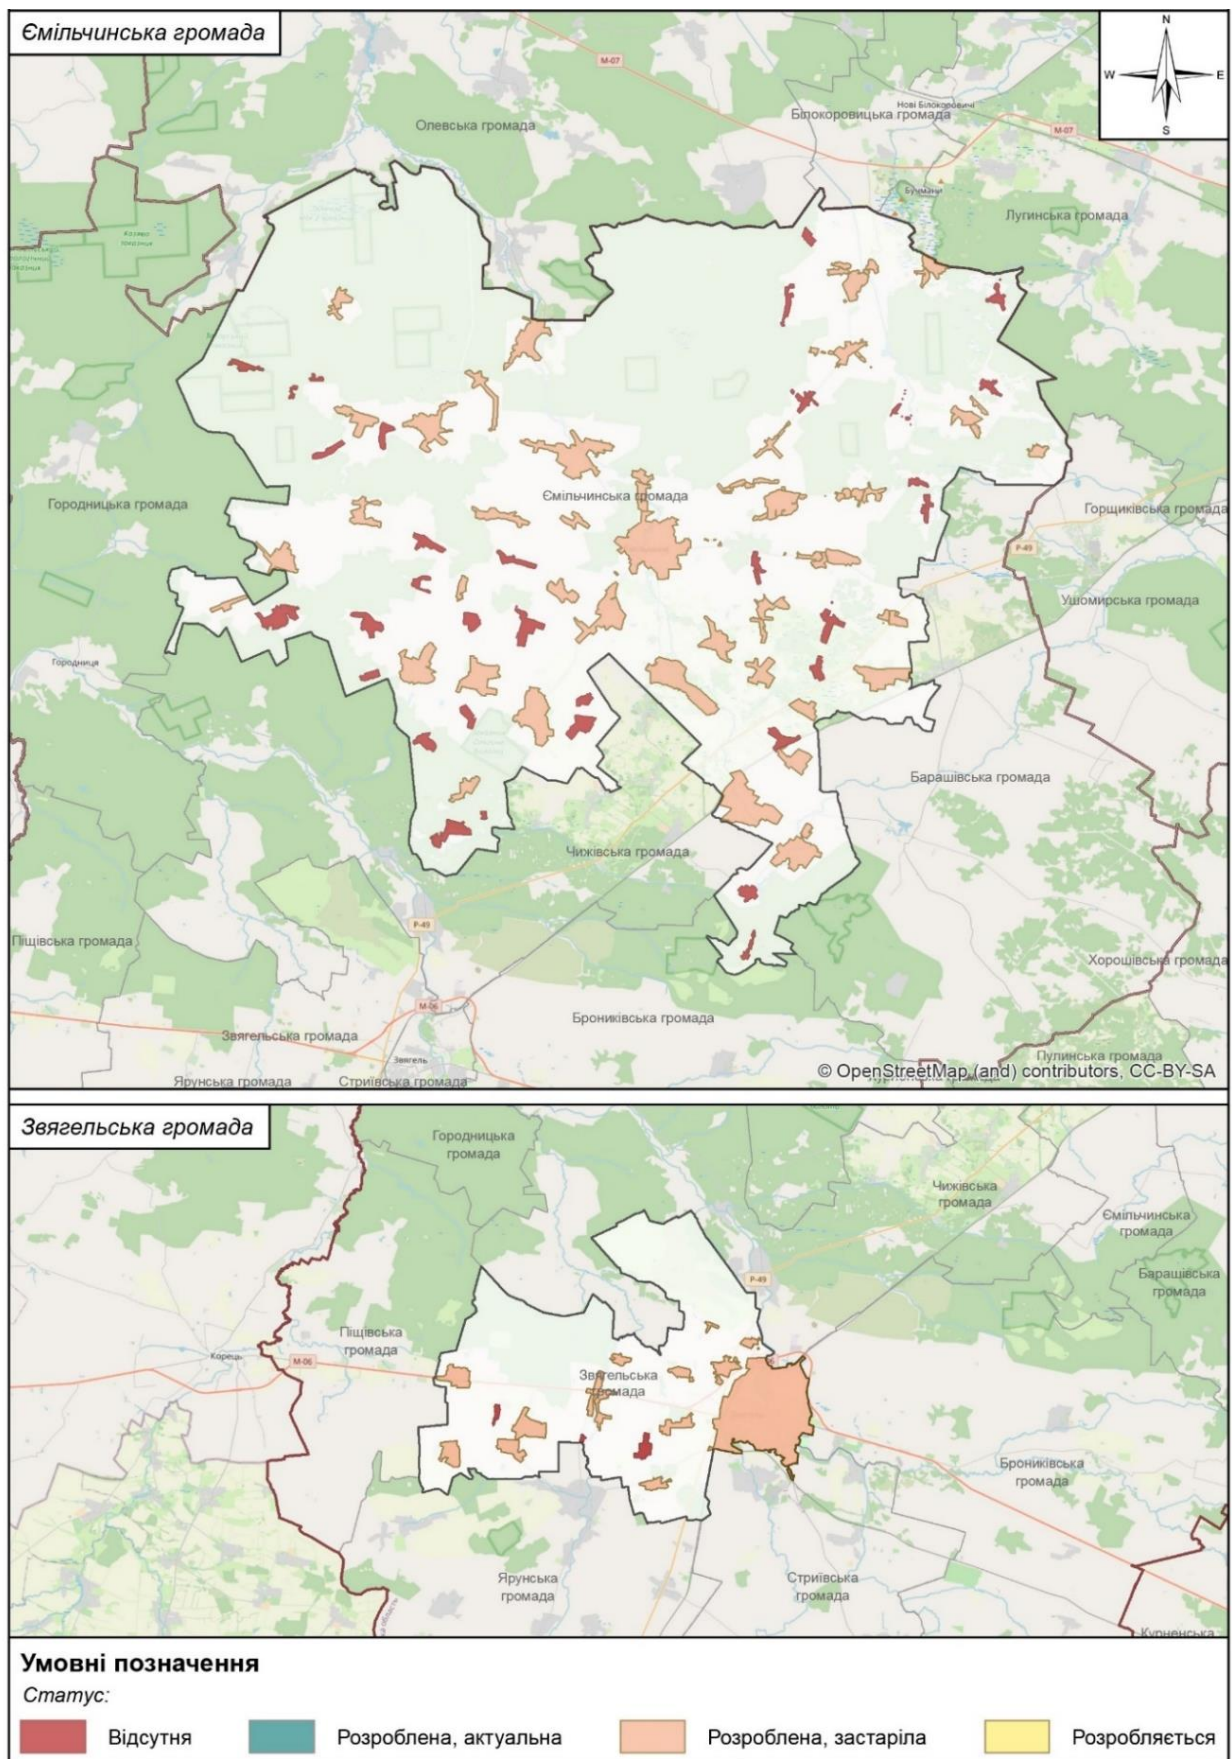 Ємільчинська громада
N
W E
S
М-07
Нові Білокоровичі
Білокоровицька громада
Олевська громада
М-07
Бучмани
Лугинська громада
Городницька громада
Ємільчинська громада
Горщиківська громада
Р-49
Ушомирська громада
Городниця
Барашівська громада
Чижівська громада
Р-49
Піщівська громада
Хорошівська громада
М-06
Брониківська громада
Звягельська громада
Звягель
Пулинська громада
Ярунська громада
Стриївська громада
© OpenStreetMap (and) contributors, CC-BY-SA
Звягельська громада
Городницька
громада
Чижівська
громада
Ємільчинська
громада
Барашівська
громада
Р-49
Піщівська
громада
Корець
М-06
Звягельська
громада
Брониківська
громада
Ярунська
громада
Стриївська
громада
Курненська
Умовні позначення
Статус:
Відсутня
Розроблена, актуальна
Розроблена, застаріла
Розробляється